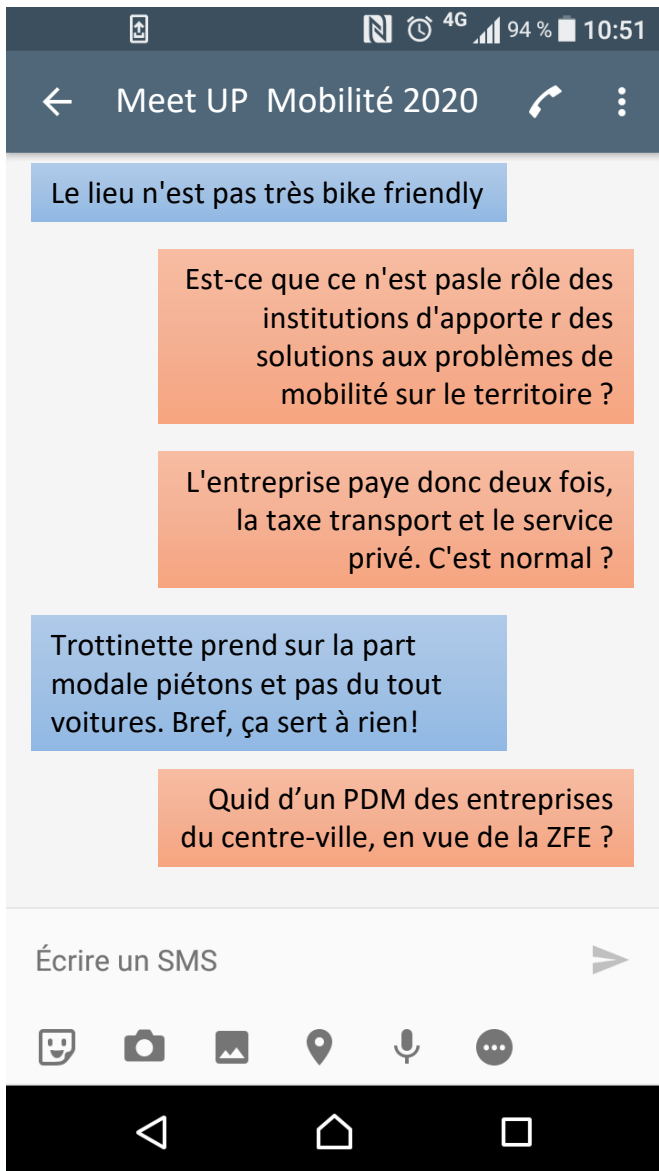 4G 94 % 10:51
Meet UP Mobilité 2020
Le lieu n'est pas très bike friendly
Est-ce que ce n'est pasle rôle des
institutions d'apporte r des
solutions aux problèmes de
mobilité sur le territoire ?
L'entreprise paye donc deux fois,
la taxe transport et le service
privé. C'est normal ?
Trottinette prend sur la part
modale piétons et pas du tout
voitures. Bref, ça sert à rien!
Quid d’un PDM des entreprises
du centre-ville, en vue de la ZFE ?
Écrire un SMS